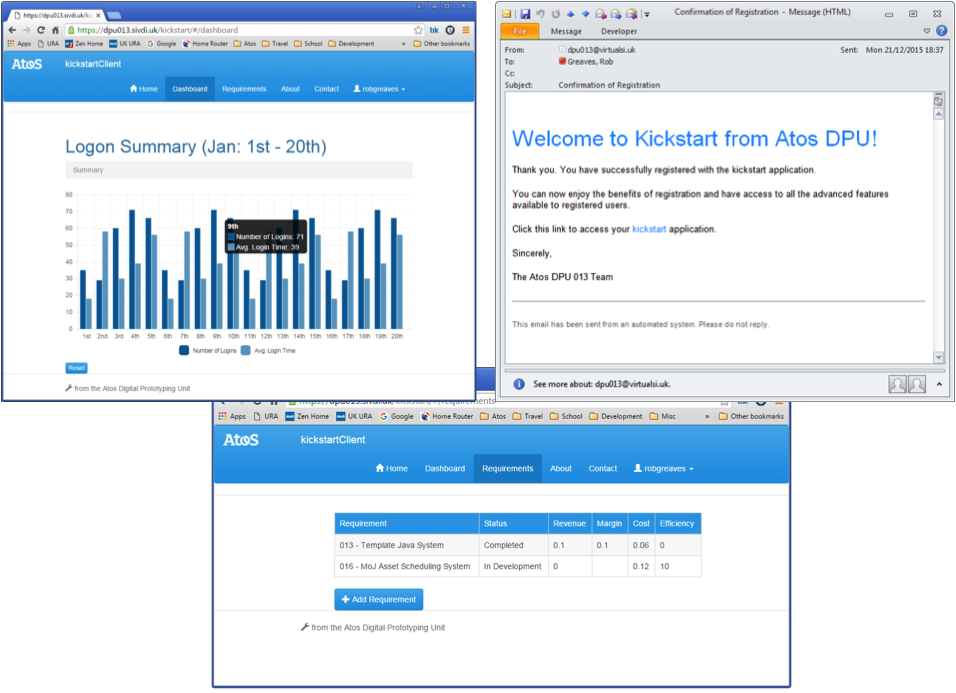 https://dpu013.sivdi.uk/ki
https://dpu013.sivdi.uk/kickstart/#/dashboard
bk
Apps URA Zen Home UK URA Google Home Router Atos Travel School Development » Other bookmarks
Atos kickstartClient
Home Dashboard Requirements About Contact robgreaves
Logon Summary (Jan: 1st - 20th)
Summary
80
70
60
50
40
30
20
10
0
9th
Number of Logins: 71
Avg. Login Time: 39
1st 2nd 3rd 4th 5th 6th 7th 8th 9th 10th 11th 12th 13th 14th 15th 16th 17th 18th 19th 20th
Number of Logins Avg. Login Time
Reset
from the Atos Digital Prototyping Unit
Confirmation of Registration - Message (HTML)
File Message Developer
From: dpu013@virtualsi.uk Sent: Mon 21/12/2015 18:37
To: Greaves, Rob
Cc:
Subject: Confirmation of Registration
Welcome to Kickstart from Atos DPU!
Thank you. You have successfully registered with the kickstart application.
You can now enjoy the benefits of registration and have access to all the advanced features
available to registered users.
Click this link to access your kickstart application.
Sincerely,
The Atos DPU 013 Team
This email has been sent from an automated system. Please do not reply.
See more about: dpu013@virtualsi.uk.
Apps URA Zen Home UK URA Google Home Router Atos Travel School Development Misc » Other bookmarks
Atos kickstartClient
Home Dashboard Requirements About Contact robgreaves
Requirement Status Revenue Margin Cost Efficiency
013 - Template Java System Completed 0.1 0.1 0.06 0
016 - MoJ Asset Scheduling System In Development 0 0.12 10
Add Requirement
from the Atos Digital Prototyping Unit